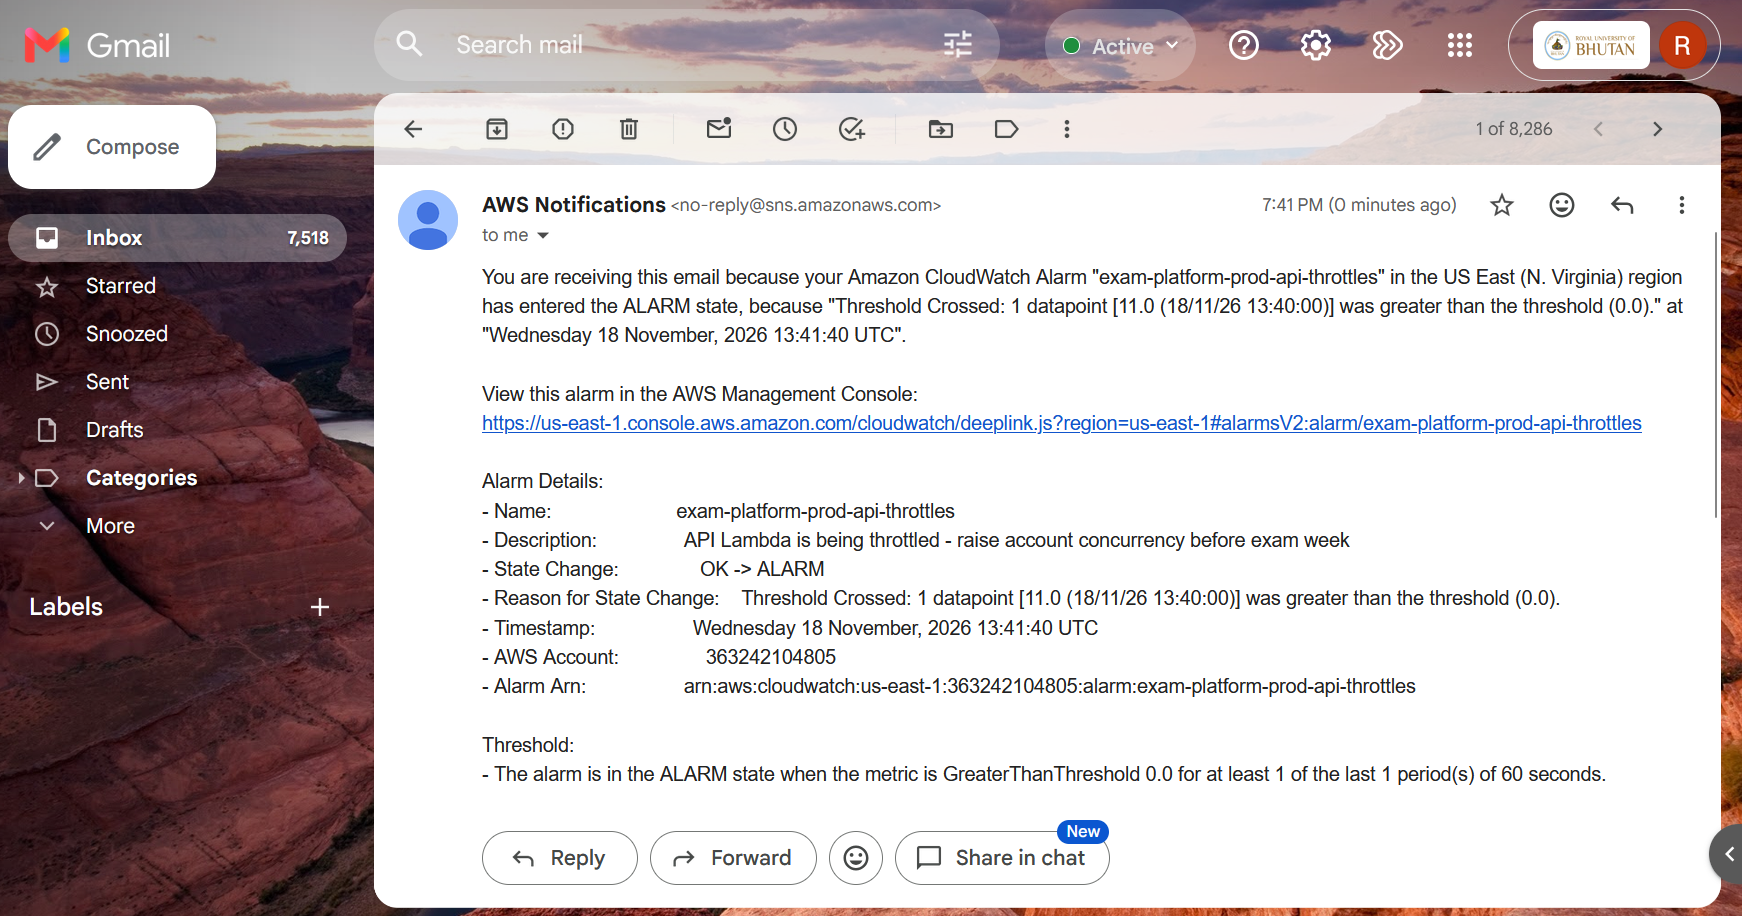 Gmail
Search mail
Active
ROYAL UNIVERSITY OF
BHUTAN
R
Compose
1 of 8,286
Inbox 7,518
Starred
Snoozed
Sent
Drafts
Categories
More
Labels
AWS Notifications <no-reply@sns.amazonaws.com>
7:41 PM (0 minutes ago)
to me
You are receiving this email because your Amazon CloudWatch Alarm "exam-platform-prod-api-throttles" in the US East (N. Virginia) region
has entered the ALARM state, because "Threshold Crossed: 1 datapoint [11.0 (18/11/26 13:40:00)] was greater than the threshold (0.0)." at
"Wednesday 18 November, 2026 13:41:40 UTC".
View this alarm in the AWS Management Console:
https://us-east-1.console.aws.amazon.com/cloudwatch/deeplink.js?region=us-east-1#alarmsV2:alarm/exam-platform-prod-api-throttles
Alarm Details:
- Name: exam-platform-prod-api-throttles
- Description: API Lambda is being throttled - raise account concurrency before exam week
- State Change: OK -> ALARM
- Reason for State Change: Threshold Crossed: 1 datapoint [11.0 (18/11/26 13:40:00)] was greater than the threshold (0.0).
- Timestamp: Wednesday 18 November, 2026 13:41:40 UTC
- AWS Account: 363242104805
- Alarm Arn: arn:aws:cloudwatch:us-east-1:363242104805:alarm:exam-platform-prod-api-throttles
Threshold:
- The alarm is in the ALARM state when the metric is GreaterThanThreshold 0.0 for at least 1 of the last 1 period(s) of 60 seconds.
New
Reply
Forward
Share in chat